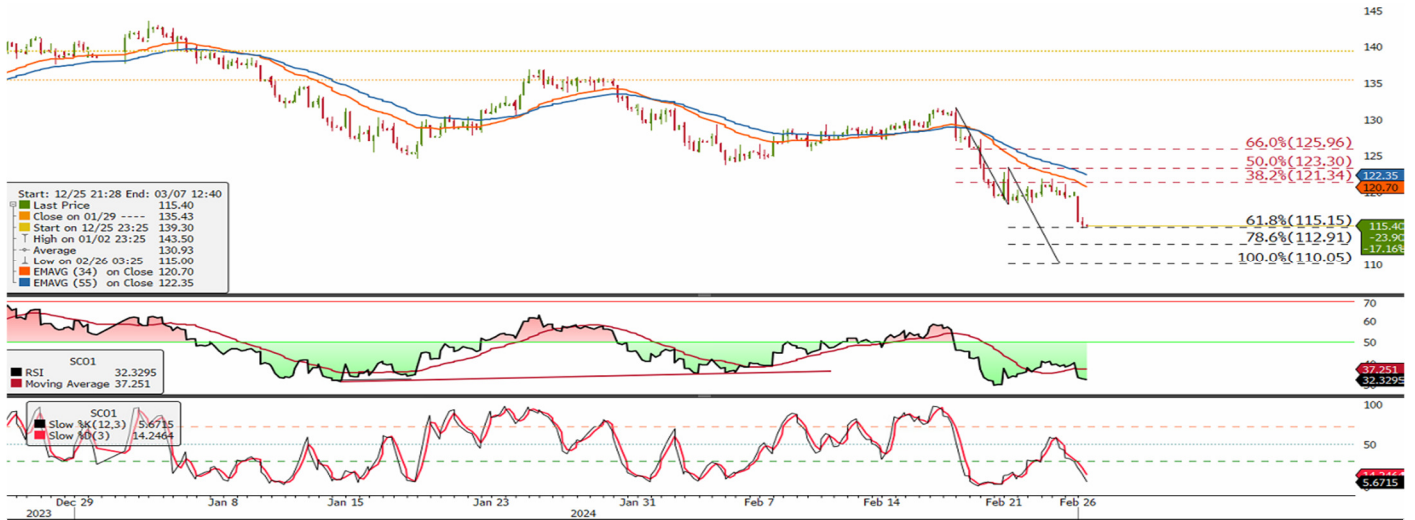 145
140
135
130
125
120
110
66.0%(125.96)
50.0%(123.30)
38.2%(121.34)
61.8%(115.15)
78.6%(112.91)
100.0%(110.05)
122.35
120.70
115.40
-23.90
-17.16%
Start: 12/25 21:28 End: 03/07 12:40
Last Price 115.40
Close on 01/29 ---- 135.43
Start on 12/25 23:25 139.30
High on 01/02 23:25 143.50
Average 130.93
Low on 02/26 03:25 115.00
EMAVG (34) on Close 120.70
EMAVG (55) on Close 122.35
70
60
50
37.251
32.3295
SC01
RSI 32.3295
Moving Average 37.251
100
50
5.6715
SC01
Slow %K(12,3) 5.6715
Slow %D(3) 14.2464
Dec 29 Jan 8 Jan 15 Jan 23 Jan 31 Feb 7 Feb 14 Feb 21 Feb 26
2023 2024